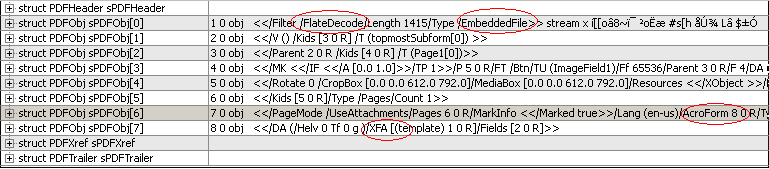 struct PDFHeader sPDFHeader
struct PDFObj sPDFObj[0] 1 0 obj <</Filter /FlateDecode/Length 1415/Type /EmbeddedFile>> stream x
struct PDFObj sPDFObj[1] 2 0 obj <</V () /Kids [3 0 R] /T (topmostSubform[0]) >>
struct PDFObj sPDFObj[2] 3 0 obj <</Parent 2 0 R /Kids [4 0 R] /T (Page1[0])>>
struct PDFObj sPDFObj[3] 4 0 obj <</MK <</IF <</A [0.0 1.0]>>/TP 1>>/P 5 0 R/FT /Btn/TU (ImageField1)/Ff 65536/Parent 3 0 R/F 4/DA
struct PDFObj sPDFObj[4] 5 0 obj <</Rotate 0 /CropBox [0.0 0.0 612.0 792.0]/MediaBox [0.0 0.0 612.0 792.0]/Resources <</XObject >>/
struct PDFObj sPDFObj[5] 6 0 obj <</Kids [5 0 R]/Type /Pages/Count 1>>
struct PDFObj sPDFObj[6] 7 0 obj <</PageMode /UseAttachments/Pages 6 0 R/MarkInfo <</Marked true>>/Lang (en-us)/AcroForm 8 0 R/Ty
struct PDFObj sPDFObj[7] 8 0 obj <</DA (/Helv 0 Tf 0 g )/XFA [(template) 1 0 R]/Fields [2 0 R]>>
struct PDFXref sPDFXref
struct PDFTrailer sPDFTrailer